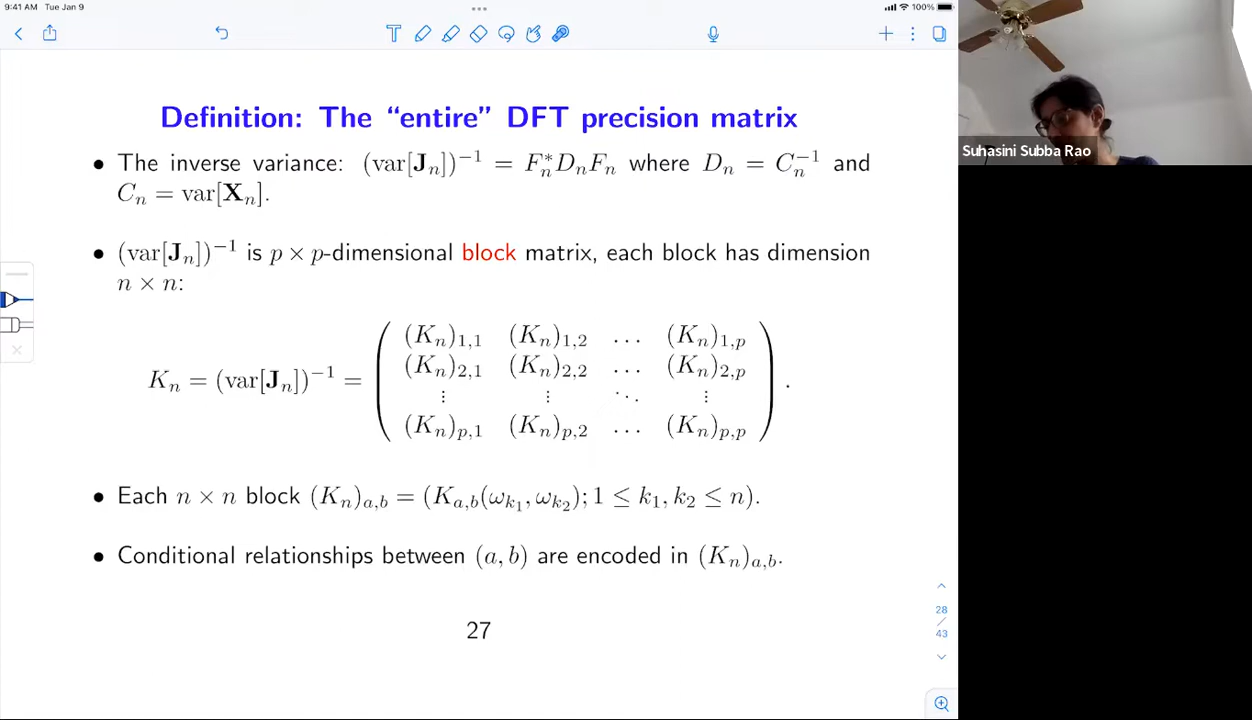 9:41 AM Tue Jan 9
100%
Definition: The “entire” DFT precision matrix
• The inverse variance: (var[J_n])^{−1} = F_n^* D_n F_n where D_n = C_n^{−1} and
C_n = var[X_n].
• (var[J_n])^{−1} is p × p-dimensional block matrix, each block has dimension
n × n:
K_n = (var[J_n])^{−1} =
(K_n)_{1,1} (K_n)_{1,2} … (K_n)_{1,p}
(K_n)_{2,1} (K_n)_{2,2} … (K_n)_{2,p}
⋮ ⋮ ⋱ ⋮
(K_n)_{p,1} (K_n)_{p,2} … (K_n)_{p,p}
.
• Each n × n block (K_n)_{a,b} = (K_{a,b}(ω_{k_1}, ω_{k_2}); 1 ≤ k_1, k_2 ≤ n).
• Conditional relationships between (a, b) are encoded in (K_n)_{a,b}.
27
28
/
43
Suhasini Subba Rao